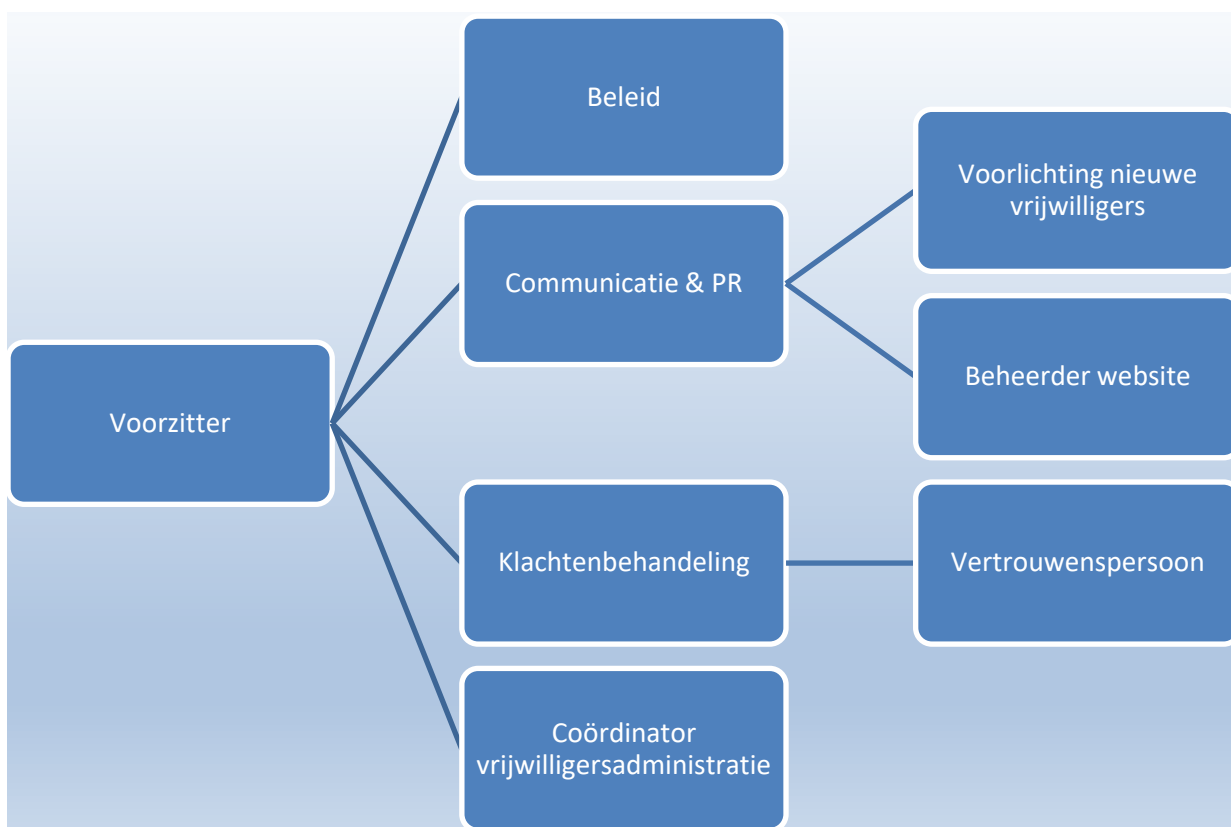 Voorzitter
Beleid
Communicatie & PR
Voorlichting nieuwe
vrijwilligers
Beheerder website
Klachtenbehandeling
Vertrouwenspersoon
Coördinator
vrijwilligersadministratie